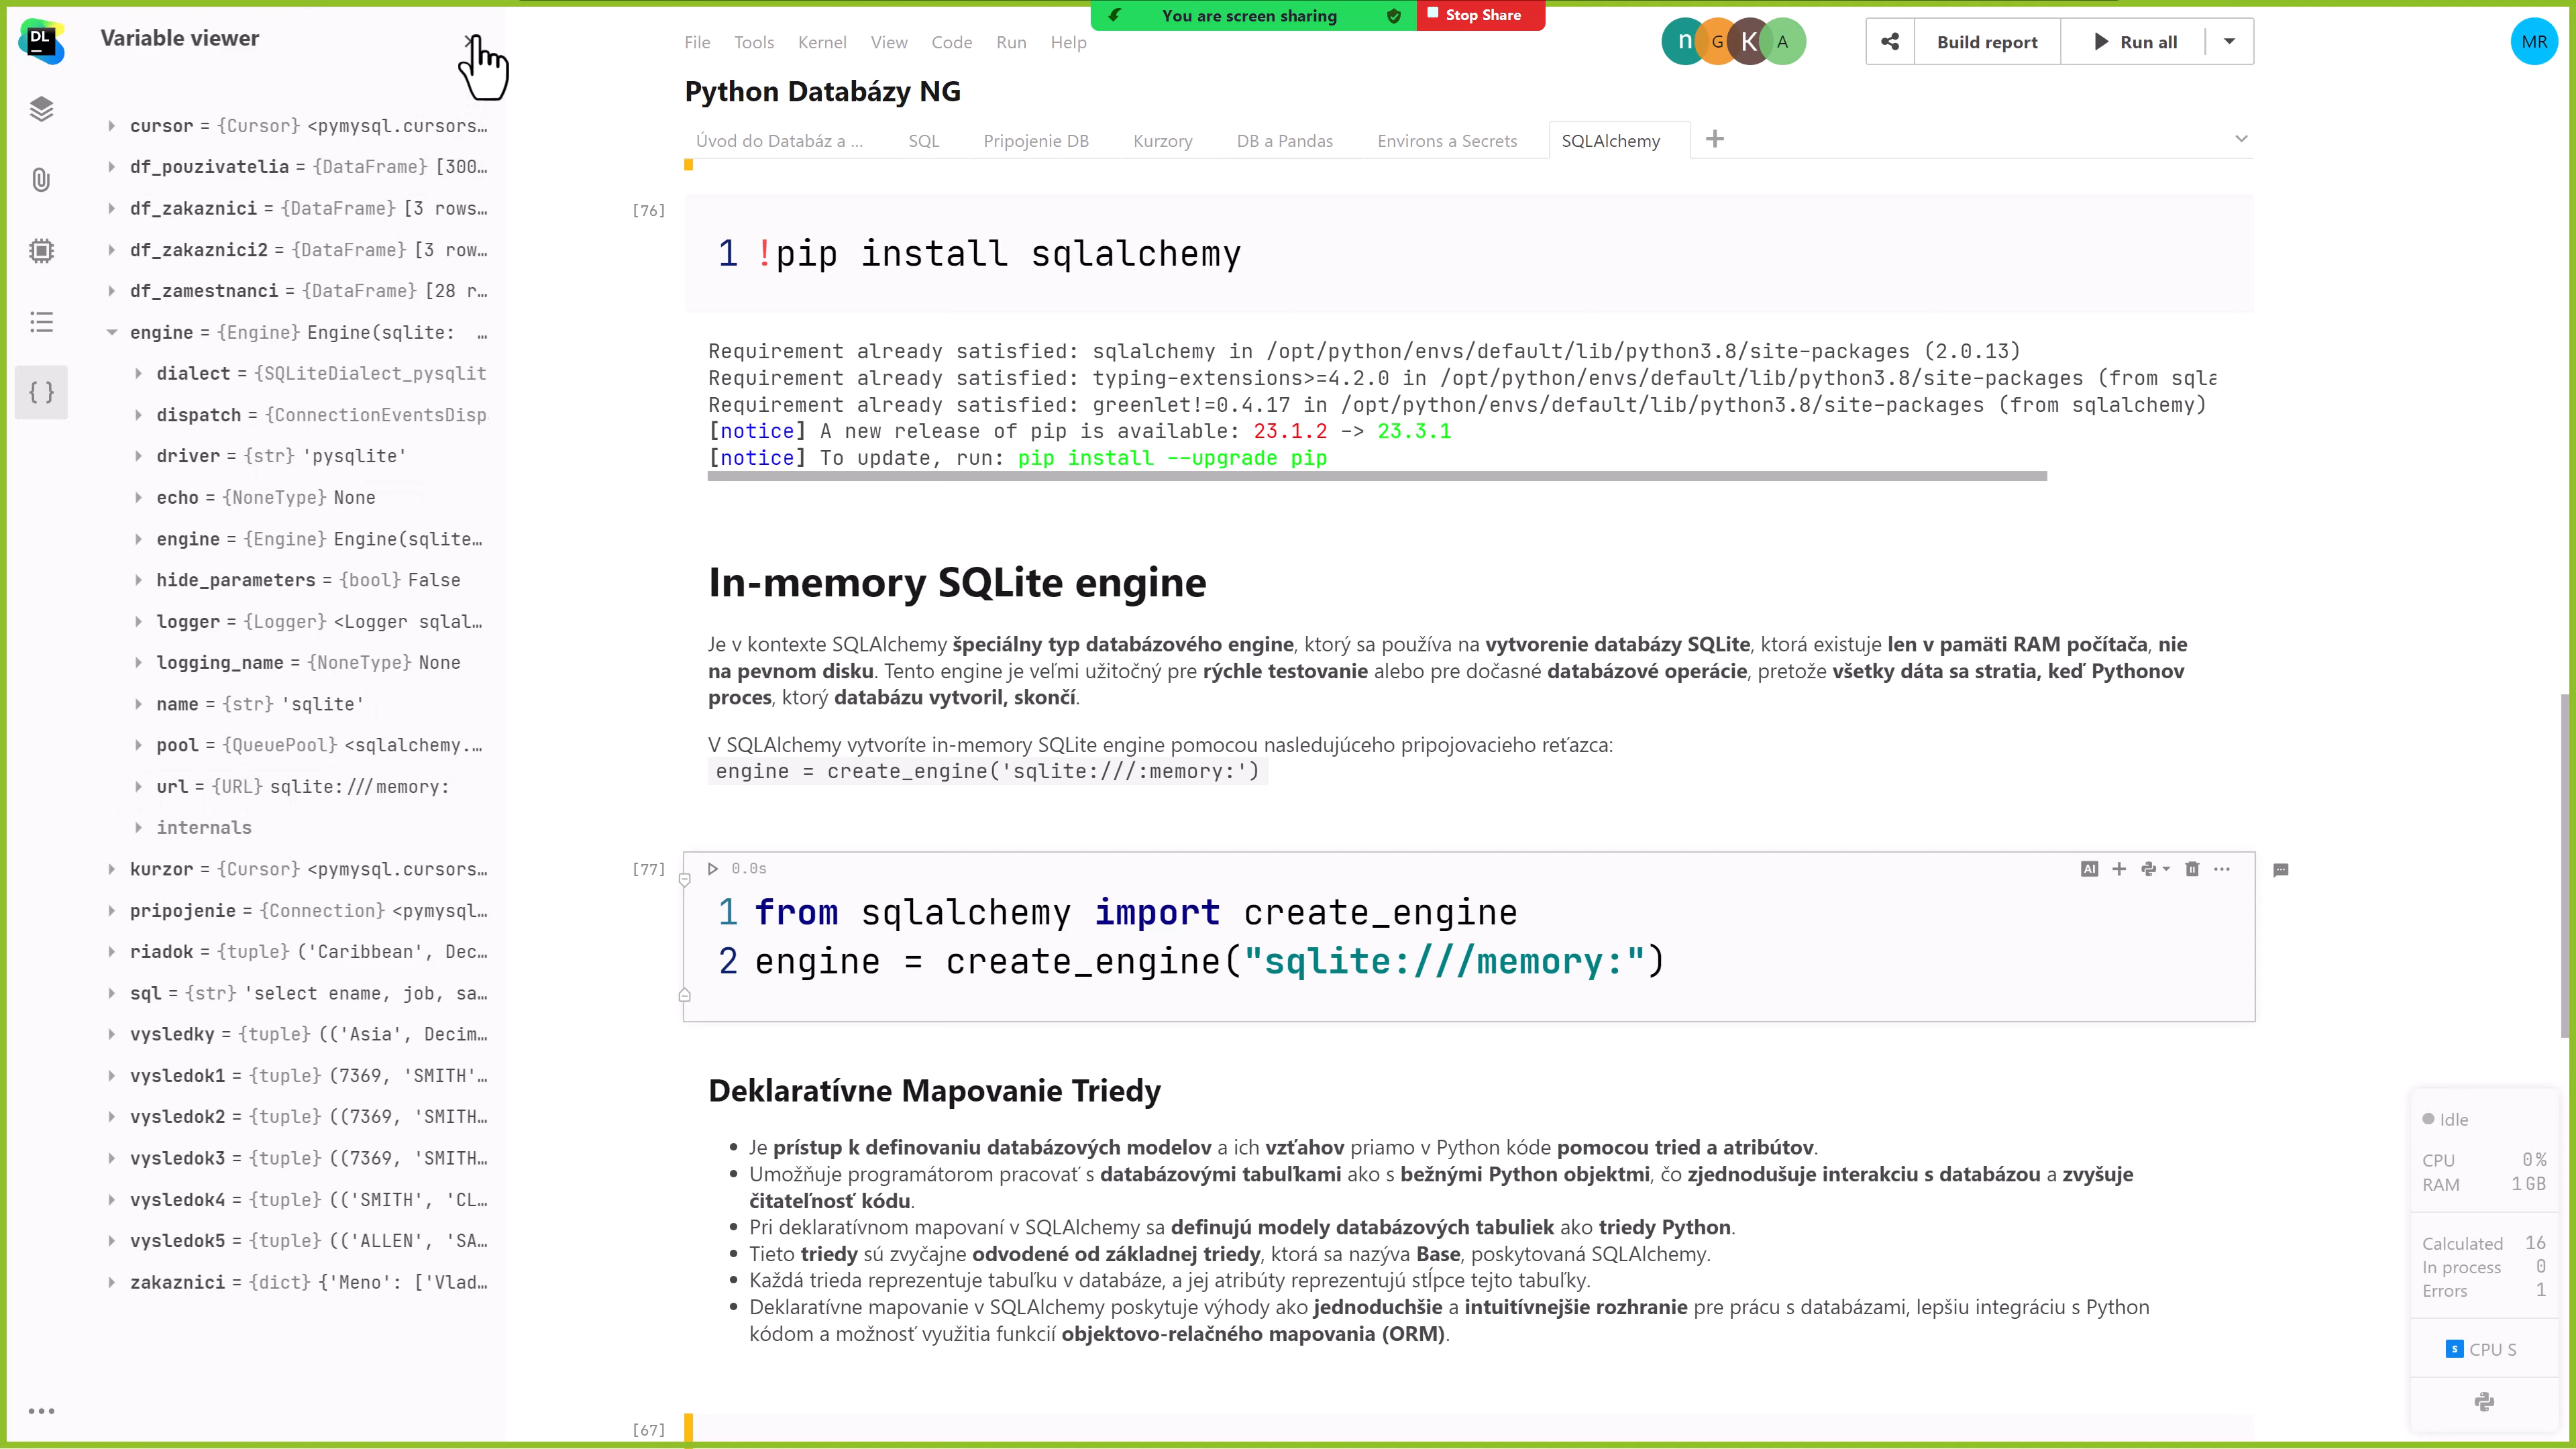 You are screen sharing
Stop Share
DL
Variable viewer
File Tools Kernel View Code Run Help
n G K A
Build report
Run all
MR
Python Databázy NG
Úvod do Databáz a ... SQL Pripojenie DB Kurzory DB a Pandas Environs a Secrets SQLAlchemy
cursor = {Cursor} <pymysql.cursors…
df_pouzivatelia = {DataFrame} [300…
df_zakaznici = {DataFrame} [3 rows…
df_zakaznici2 = {DataFrame} [3 row…
df_zamestnanci = {DataFrame} [28 r…
engine = {Engine} Engine(sqlite: …
dialect = {SQLiteDialect_pysqlit
dispatch = {ConnectionEventsDisp
driver = {str} 'pysqlite'
echo = {NoneType} None
engine = {Engine} Engine(sqlite…
hide_parameters = {bool} False
logger = {Logger} <Logger sqlal…
logging_name = {NoneType} None
name = {str} 'sqlite'
pool = {QueuePool} <sqlalchemy.…
url = {URL} sqlite:///memory:
internals
kurzor = {Cursor} <pymysql.cursors…
pripojenie = {Connection} <pymysql…
riadok = {tuple} ('Caribbean', Dec…
sql = {str} 'select ename, job, sa…
vysledky = {tuple} (('Asia', Decim…
vysledok1 = {tuple} (7369, 'SMITH'…
vysledok2 = {tuple} ((7369, 'SMITH…
vysledok3 = {tuple} ((7369, 'SMITH…
vysledok4 = {tuple} (('SMITH', 'CL…
vysledok5 = {tuple} (('ALLEN', 'SA…
zakaznici = {dict} {'Meno': ['Vlad…
[76]
1 !pip install sqlalchemy
Requirement already satisfied: sqlalchemy in /opt/python/envs/default/lib/python3.8/site-packages (2.0.13)
Requirement already satisfied: typing-extensions>=4.2.0 in /opt/python/envs/default/lib/python3.8/site-packages (from sqla
Requirement already satisfied: greenlet!=0.4.17 in /opt/python/envs/default/lib/python3.8/site-packages (from sqlalchemy)
[notice] A new release of pip is available: 23.1.2 -> 23.3.1
[notice] To update, run: pip install --upgrade pip
In-memory SQLite engine
Je v kontexte SQLAlchemy špeciálny typ databázového engine, ktorý sa používa na vytvorenie databázy SQLite, ktorá existuje len v pamäti RAM počítača, nie
na pevnom disku. Tento engine je veľmi užitočný pre rýchle testovanie alebo pre dočasné databázové operácie, pretože všetky dáta sa stratia, keď Pythonov
proces, ktorý databázu vytvoril, skončí.
V SQLAlchemy vytvoríte in-memory SQLite engine pomocou nasledujúceho pripojovacieho reťazca:
engine = create_engine('sqlite:///:memory:')
[77]
0.0s
AI
1 from sqlalchemy import create_engine
2 engine = create_engine("sqlite:///memory:")
Deklaratívne Mapovanie Triedy
• Je prístup k definovaniu databázových modelov a ich vzťahov priamo v Python kóde pomocou tried a atribútov.
• Umožňuje programátorom pracovať s databázovými tabuľkami ako s bežnými Python objektmi, čo zjednodušuje interakciu s databázou a zvyšuje
čitateľnosť kódu.
• Pri deklaratívnom mapovaní v SQLAlchemy sa definujú modely databázových tabuliek ako triedy Python.
• Tieto triedy sú zvyčajne odvodené od základnej triedy, ktorá sa nazýva Base, poskytovaná SQLAlchemy.
• Každá trieda reprezentuje tabuľku v databáze, a jej atribúty reprezentujú stĺpce tejto tabuľky.
• Deklaratívne mapovanie v SQLAlchemy poskytuje výhody ako jednoduchšie a intuitívnejšie rozhranie pre prácu s databázami, lepšiu integráciu s Python
kódom a možnosť využitia funkcií objektovo-relačného mapovania (ORM).
[67]
Idle
CPU 0%
RAM 1 GB
Calculated 16
In process 0
Errors 1
S CPU S